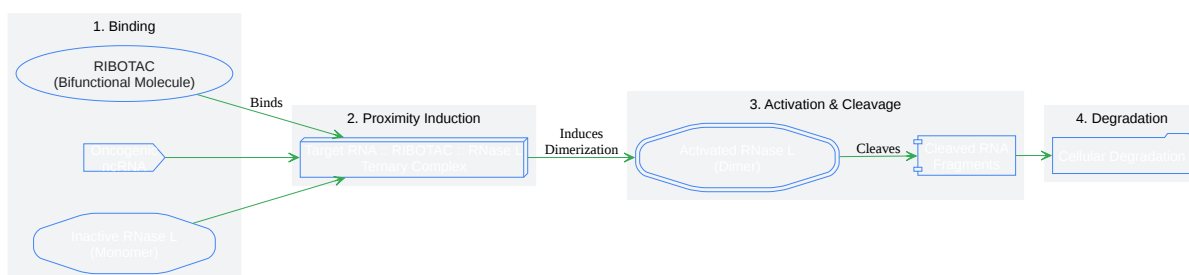 1. Binding
RIBOTAC
(Bifunctional Molecule)
Binds
Oncogenic
ncRNA
Inactive RNase L
(Monomer)
2. Proximity Induction
Target RNA :: RIBOTAC :: RNase L
Ternary Complex
Induces
Dimerization
3. Activation & Cleavage
Activated RNase L
(Dimer)
Cleaves
Cleaved RNA
Fragments
4. Degradation
Cellular Degradation